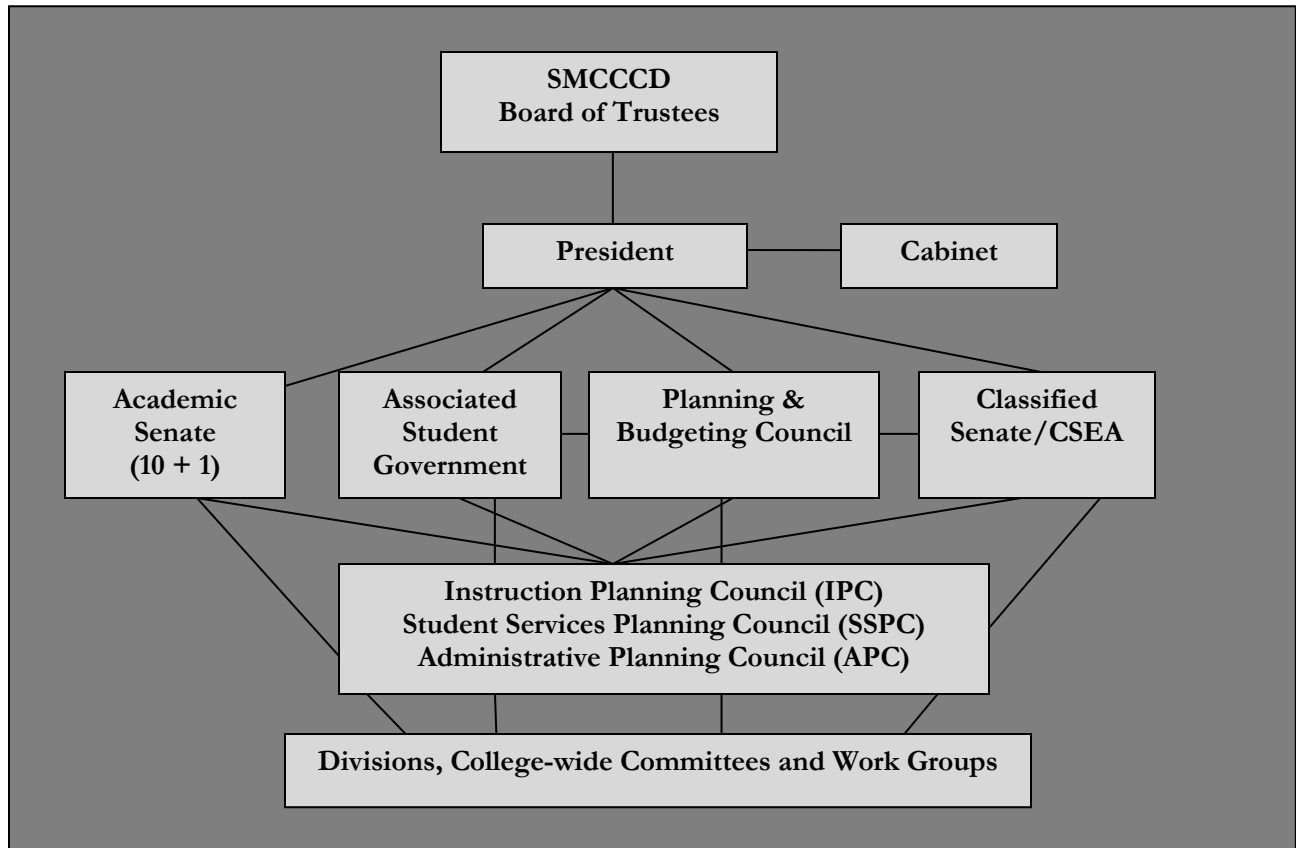 SMCCCD
Board of Trustees
President
Cabinet
Academic
Senate
(10 + 1)
Associated
Student
Government
Planning &
Budgeting Council
Classified
Senate/CSEA
Instruction Planning Council (IPC)
Student Services Planning Council (SSPC)
Administrative Planning Council (APC)
Divisions, College-wide Committees and Work Groups